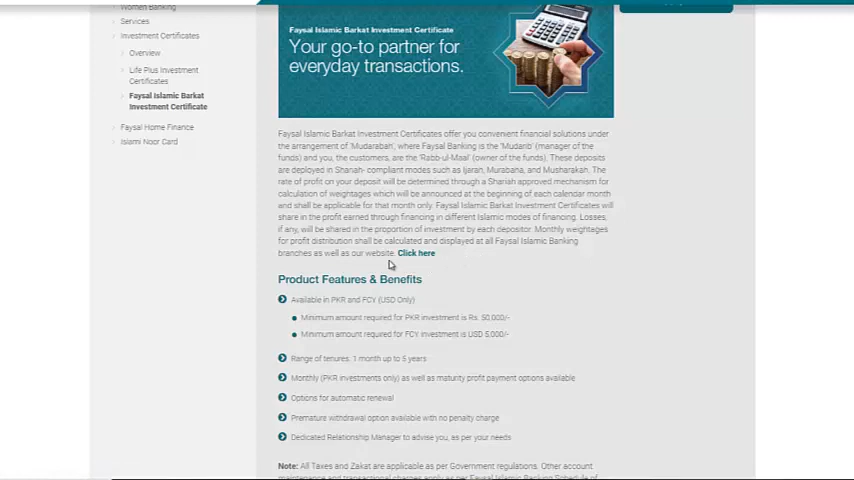 Women Banking
Services
Investment Certificates
Overview
Life Plus Investment
Certificates
Faysal Islamic Barkat
Investment Certificate
Faysal Home Finance
Islami Noor Card
Faysal Islamic Barkat Investment Certificate
Your go-to partner for
everyday transactions.
Faysal Islamic Barkat Investment Certificates offer you convenient financial solutions under
the arrangement of 'Mudarabah', where Faysal Banking is the "Mudarib' (manager of the
funds) and you, the customers, are the "Rabb-ul-Maal' (owner of the funds). These deposits
are deployed in Shariah- compliant modes such as Ijarah, Murabaha, and Musharakah. The
rate of profit on your deposit will be determined through a Shariah approved mechanism for
calculation of weightages which will be announced at the beginning of each calendar month
and shall be applicable for that month only. Faysal Islamic Barkat Investment Certificates will
share in the profit earned through financing in different Islamic modes of financing. Losses,
if any, will be shared in the proportion of investment by each depositor. Monthly weightages
for profit distribution shall be calculated and displayed at all Faysal Islamic Banking
branches as well as our website. Click here
Product Features & Benefits
Available in PKR and FCY (USD Only)
Minimum amount required for PKR investment is Rs. 50,000/-
Minimum amount required for FCY investment is USD 5,000/-
Range of tenures: 1 month up to 5 years
Monthly (PKR investments only) as well as maturity profit payment options available
Options for automatic renewal
Premature withdrawal option available with no penalty charge
Dedicated Relationship Manager to advise you, as per your needs
Note: All Taxes and Zakat are applicable as per Government regulations. Other account
maintenance and transactional charges apply as per Faysal Islamic Banking Schedule of